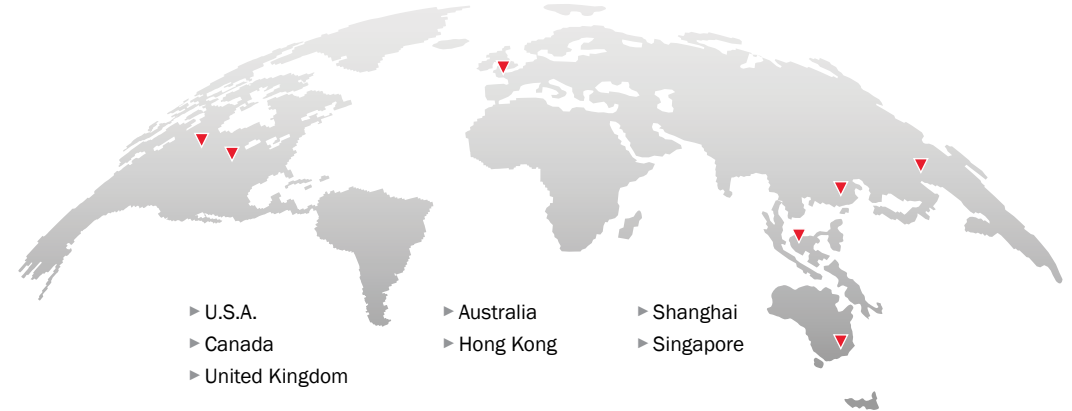 U.S.A.
Canada
United Kingdom
Australia
Hong Kong
Shanghai
Singapore